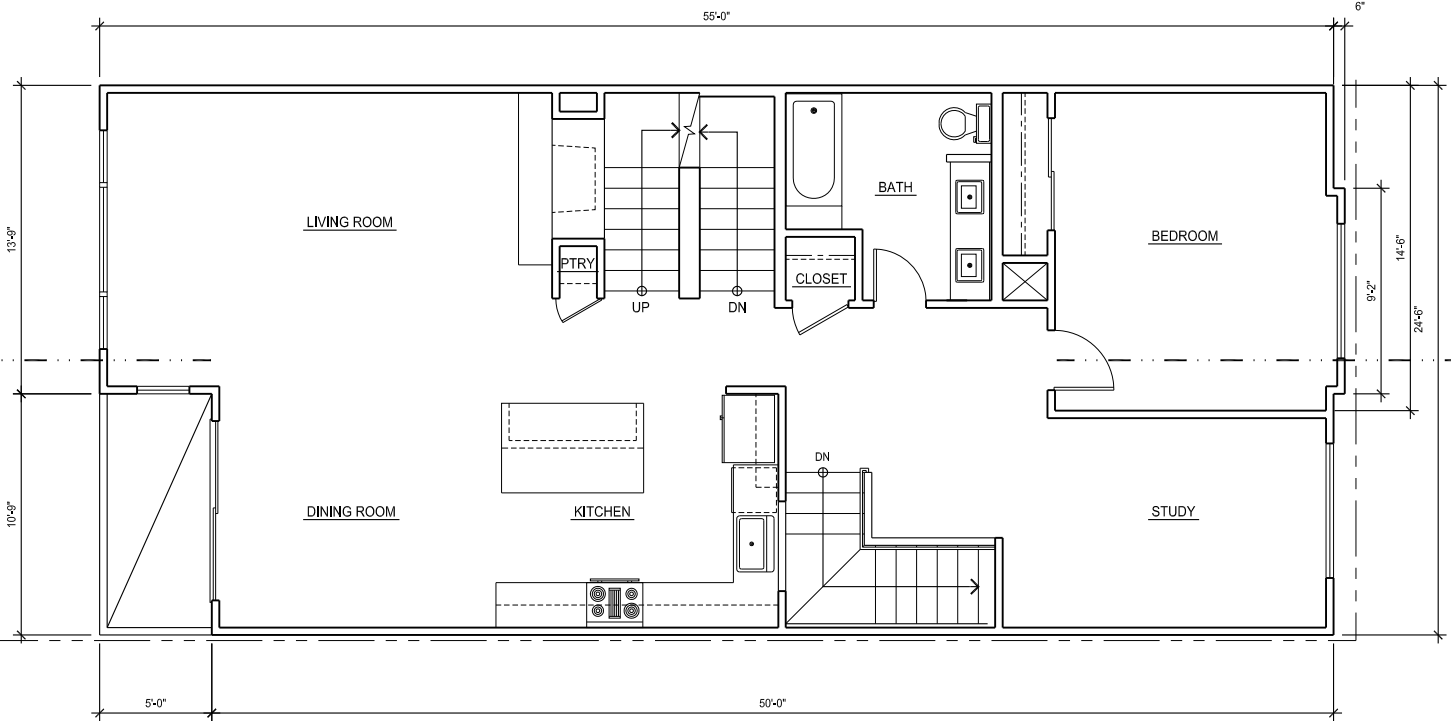 6"
55'-0"
LIVING ROOM
BATH
BEDROOM
13'-9"
14'-6"
PTRY
CLOSET
9'-2"
UP
DN
24'-6"
DN
10'-9"
DINING ROOM
KITCHEN
STUDY
5'-0"
50'-0"